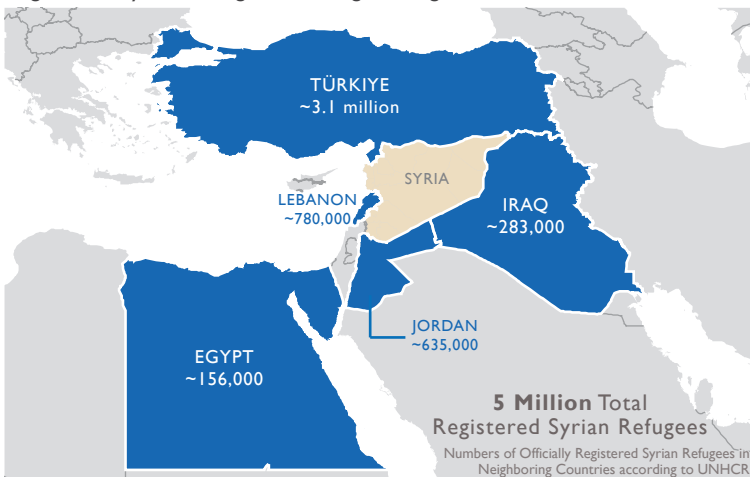 TÜRKIYE
~3.1 million
SYRIA
LEBANON
~780,000
IRAQ
~283,000
JORDAN
~635,000
EGYPT
~156,000
5 Million Total
Registered Syrian Refugees
Numbers of Officially Registered Syrian Refugees in
Neighboring Countries according to UNHCR